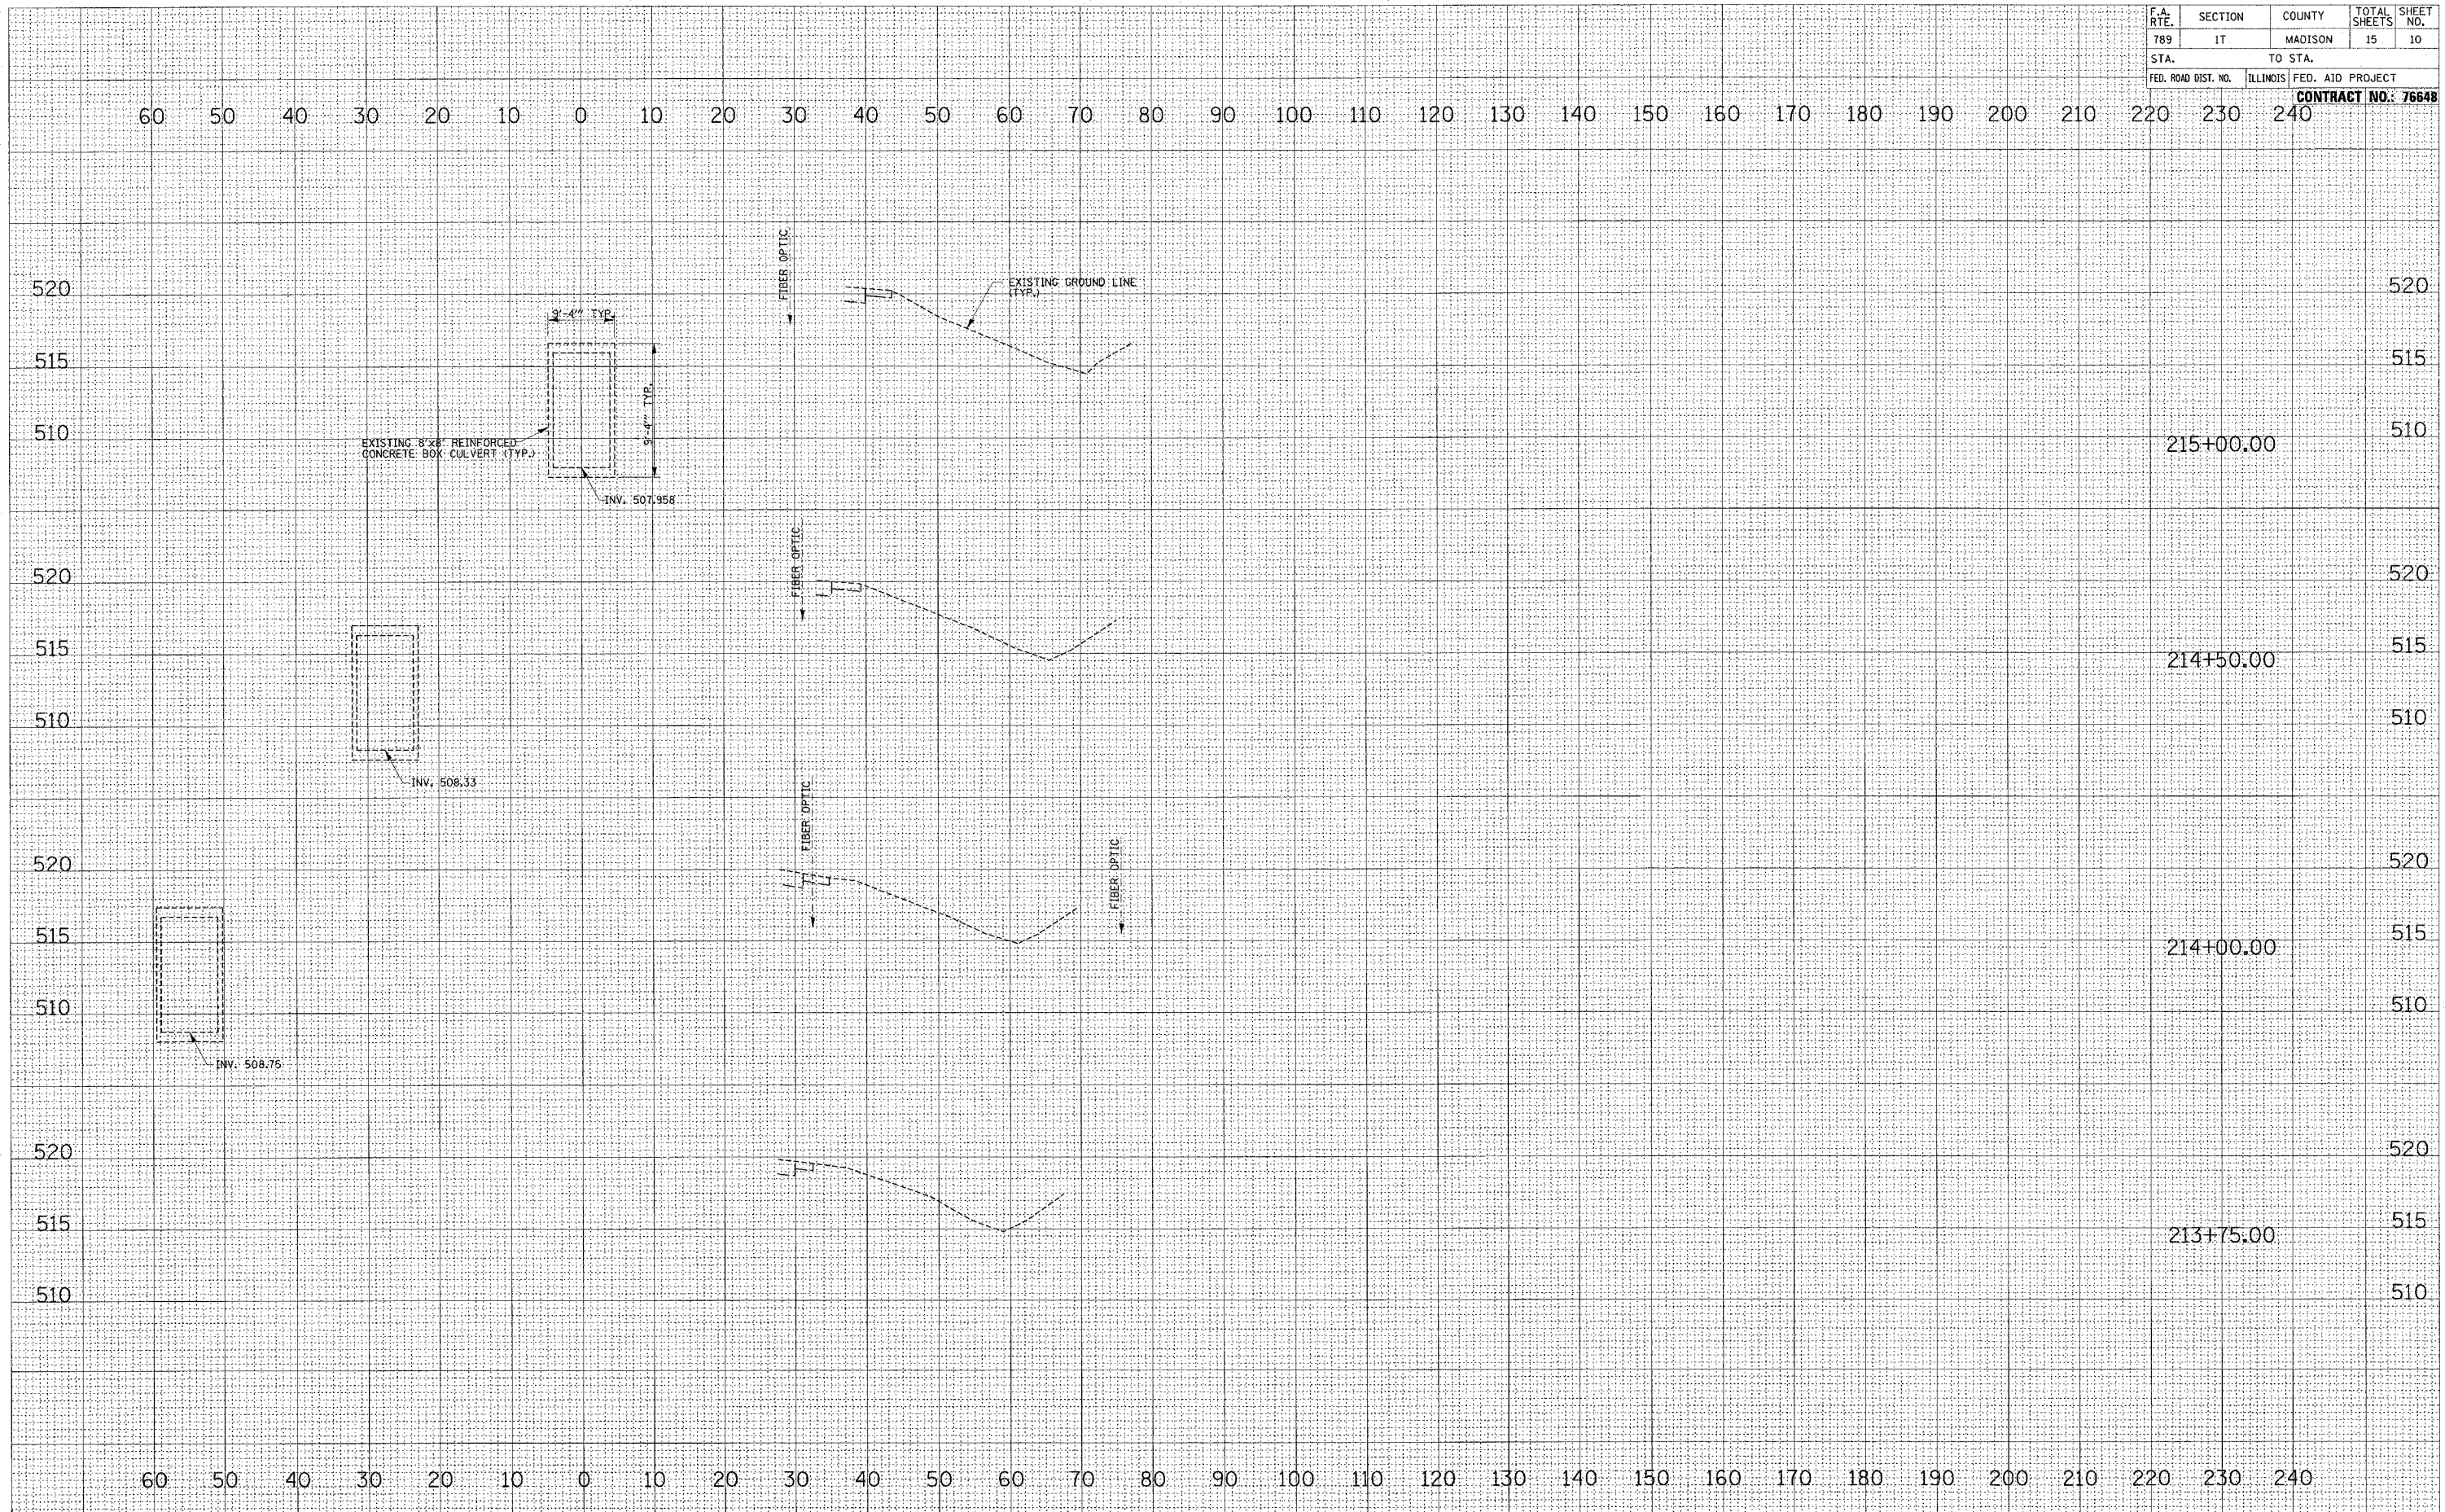 F.A. RTE. SECTION COUNTY TOTAL SHEETS SHEET NO.
789 1T MADISON 15 10
STA. TO STA.
FED. ROAD DIST. NO. ILLINOIS FED. AID PROJECT
CONTRACT NO.: 76648
60 50 40 30 20 10 0 10 20 30 40 50 60 70 80 90 100 110 120 130 140 150 160 170 180 190 200 210 220 230 240
FIBER OPTIC
EXISTING GROUND LINE
(TYP.)
520 520
9'-4"" TYP.
515 515
9'-4"" TYP.
510 510
EXISTING 8'x8' REINFORCED
CONCRETE BOX CULVERT (TYP.)
215+00.00
INV. 507.958
FIBER OPTIC
520 520
515 515
214+50.00
510 510
INV. 508.33
FIBER OPTIC
FIBER OPTIC
520 520
515 515
214+00.00
510 510
INV. 508.75
520 520
515 515
213+75.00
510 510
60 50 40 30 20 10 0 10 20 30 40 50 60 70 80 90 100 110 120 130 140 150 160 170 180 190 200 210 220 230 240